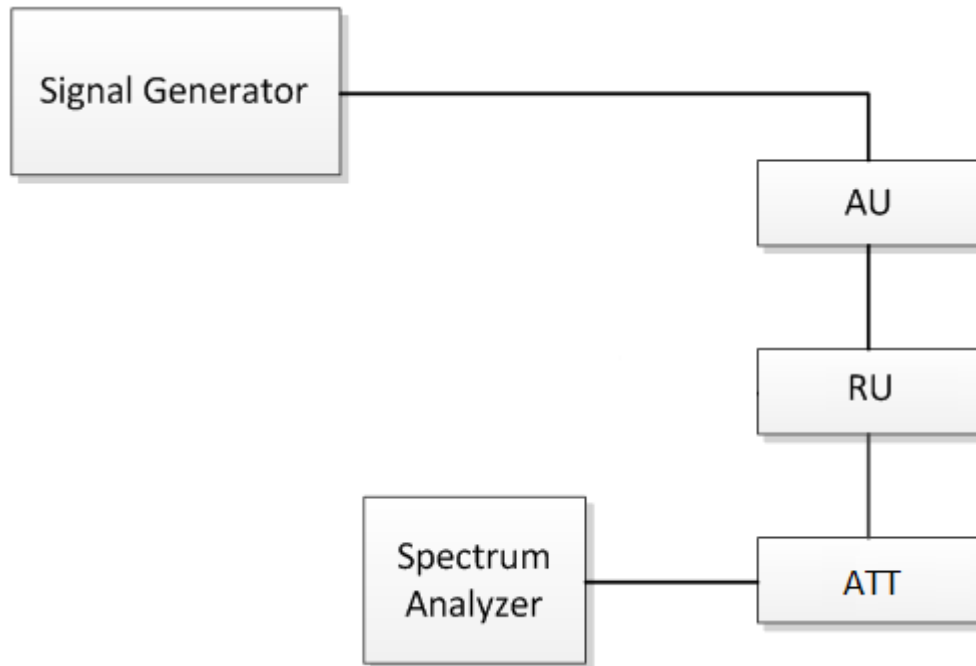 Signal Generator
AU
RU
Spectrum
Analyzer
ATT